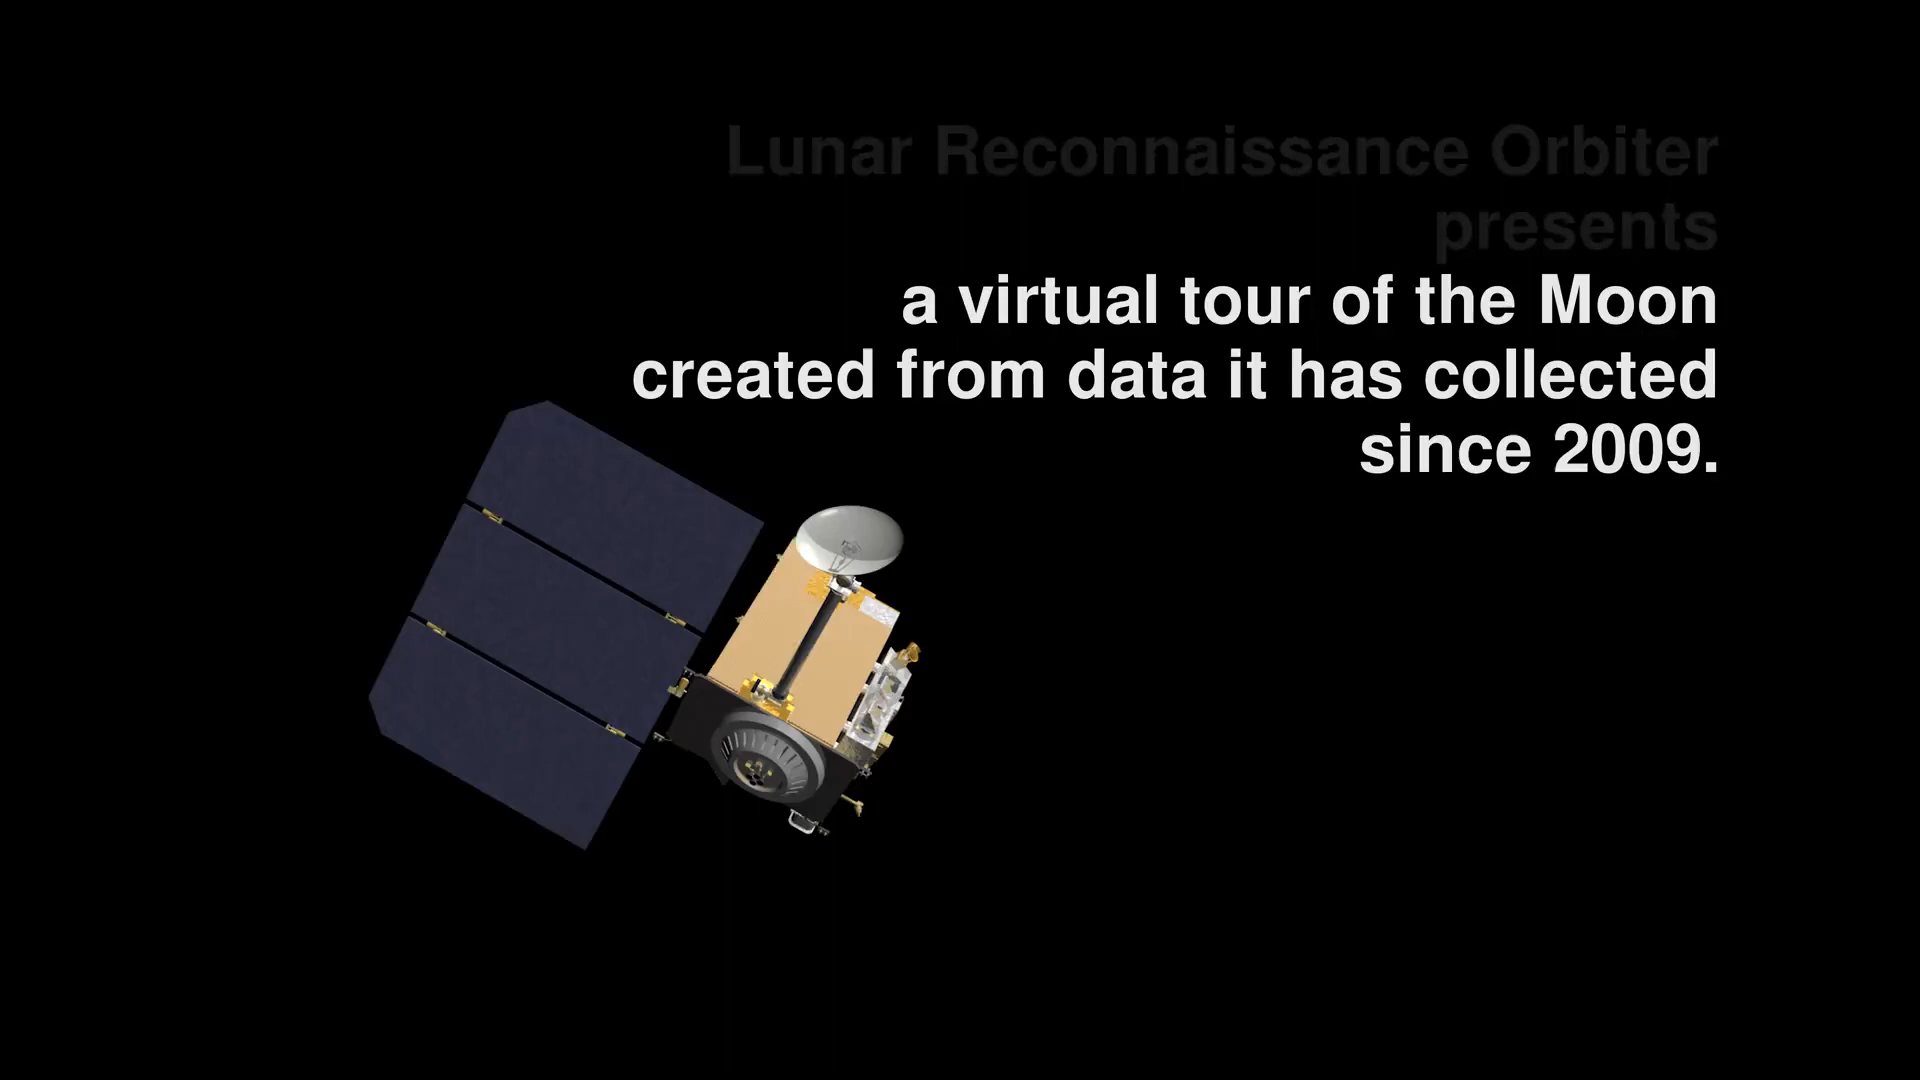 Lunar Reconnaissance Orbiter
presents
a virtual tour of the Moon
created from data it has collected
since 2009.